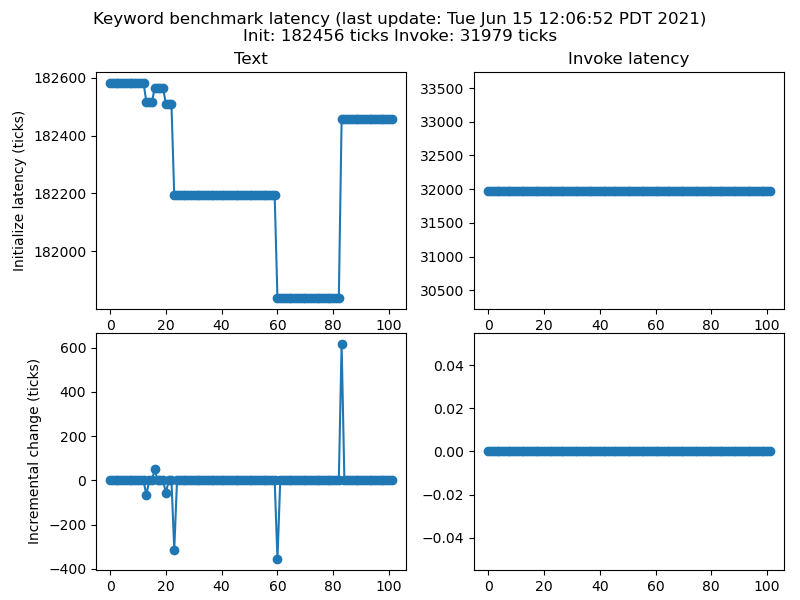 Keyword benchmark latency (last update: Tue Jun 15 12:06:52 PDT 2021)
Init: 182456 ticks Invoke: 31979 ticks
Text
Initialize latency (ticks)
182600
182400
182200
182000
0 20 40 60 80 100
Invoke latency
33500
33000
32500
32000
31500
31000
30500
0 20 40 60 80 100
Incremental change (ticks)
600
400
200
0
−200
−400
0 20 40 60 80 100
0.04
0.02
0.00
−0.02
−0.04
0 20 40 60 80 100